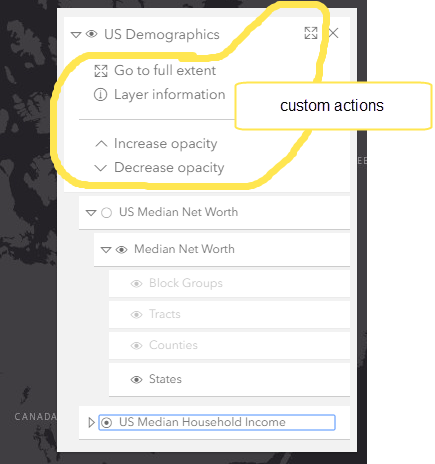 US Demographics
Go to full extent
Layer information
custom actions
Increase opacity
Decrease opacity
US Median Net Worth
Median Net Worth
Block Groups
Tracts
Counties
States
CANADA
US Median Household Income